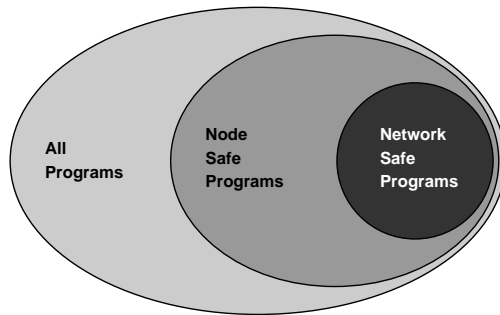 All
Programs
Node
Safe
Programs
Network
Safe
Programs